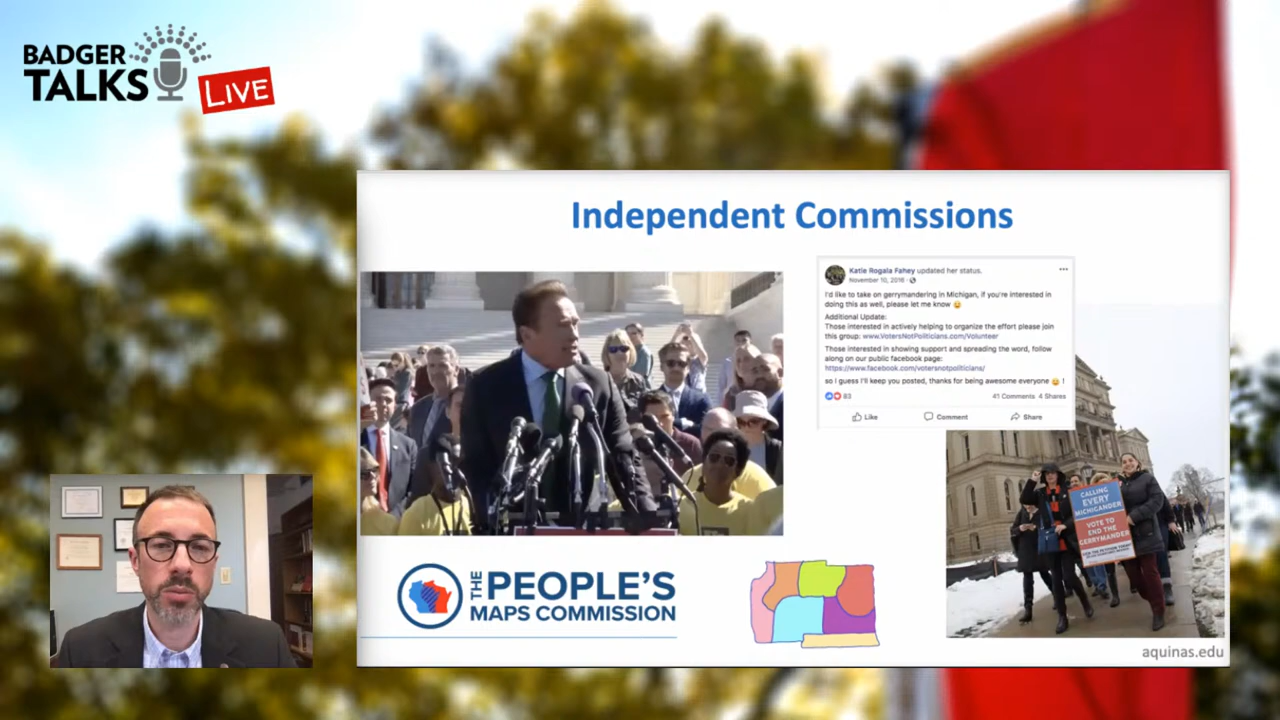 BADGER
TALKS
LIVE
Independent Commissions
Katie Rogala Fahey updated her status.
November 10, 2016
I'd like to take on gerrymandering in Michigan, if you're interested in
doing this as well, please let me know
Additional Update:
Those interested in actively helping to organize the effort please join
this group: www.VotersNotPoliticians.com/Volunteer
Those interested in showing support and spreading the word, follow
along on our public facebook page:
https://www.facebook.com/votersnotpoliticians/
so I guess I'll keep you posted, thanks for being awesome everyone !
83
41 Comments 4 Shares
Like
Comment
Share
CALLING
EVERY
MICHIGANDER
VOTE TO
END THE
GERRYMANDER
THE
PEOPLE'S
MAPS COMMISSION
aquinas.edu